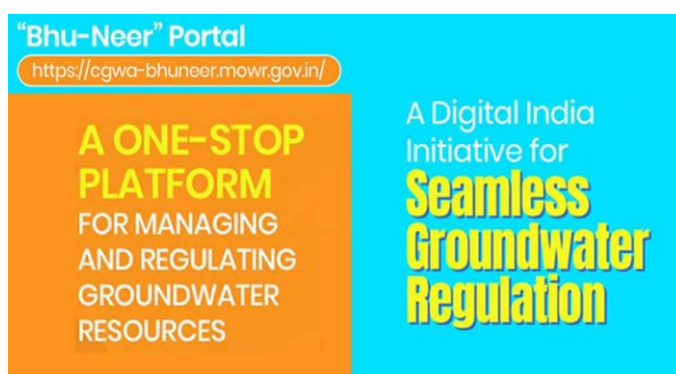 “Bhu-Neer” Portal
https://cgwa-bhuneer.mowr.gov.in/
A ONE-STOP
PLATFORM
FOR MANAGING
AND REGULATING
GROUNDWATER
RESOURCES
A Digital India
Initiative for
Seamless
Groundwater
Regulation